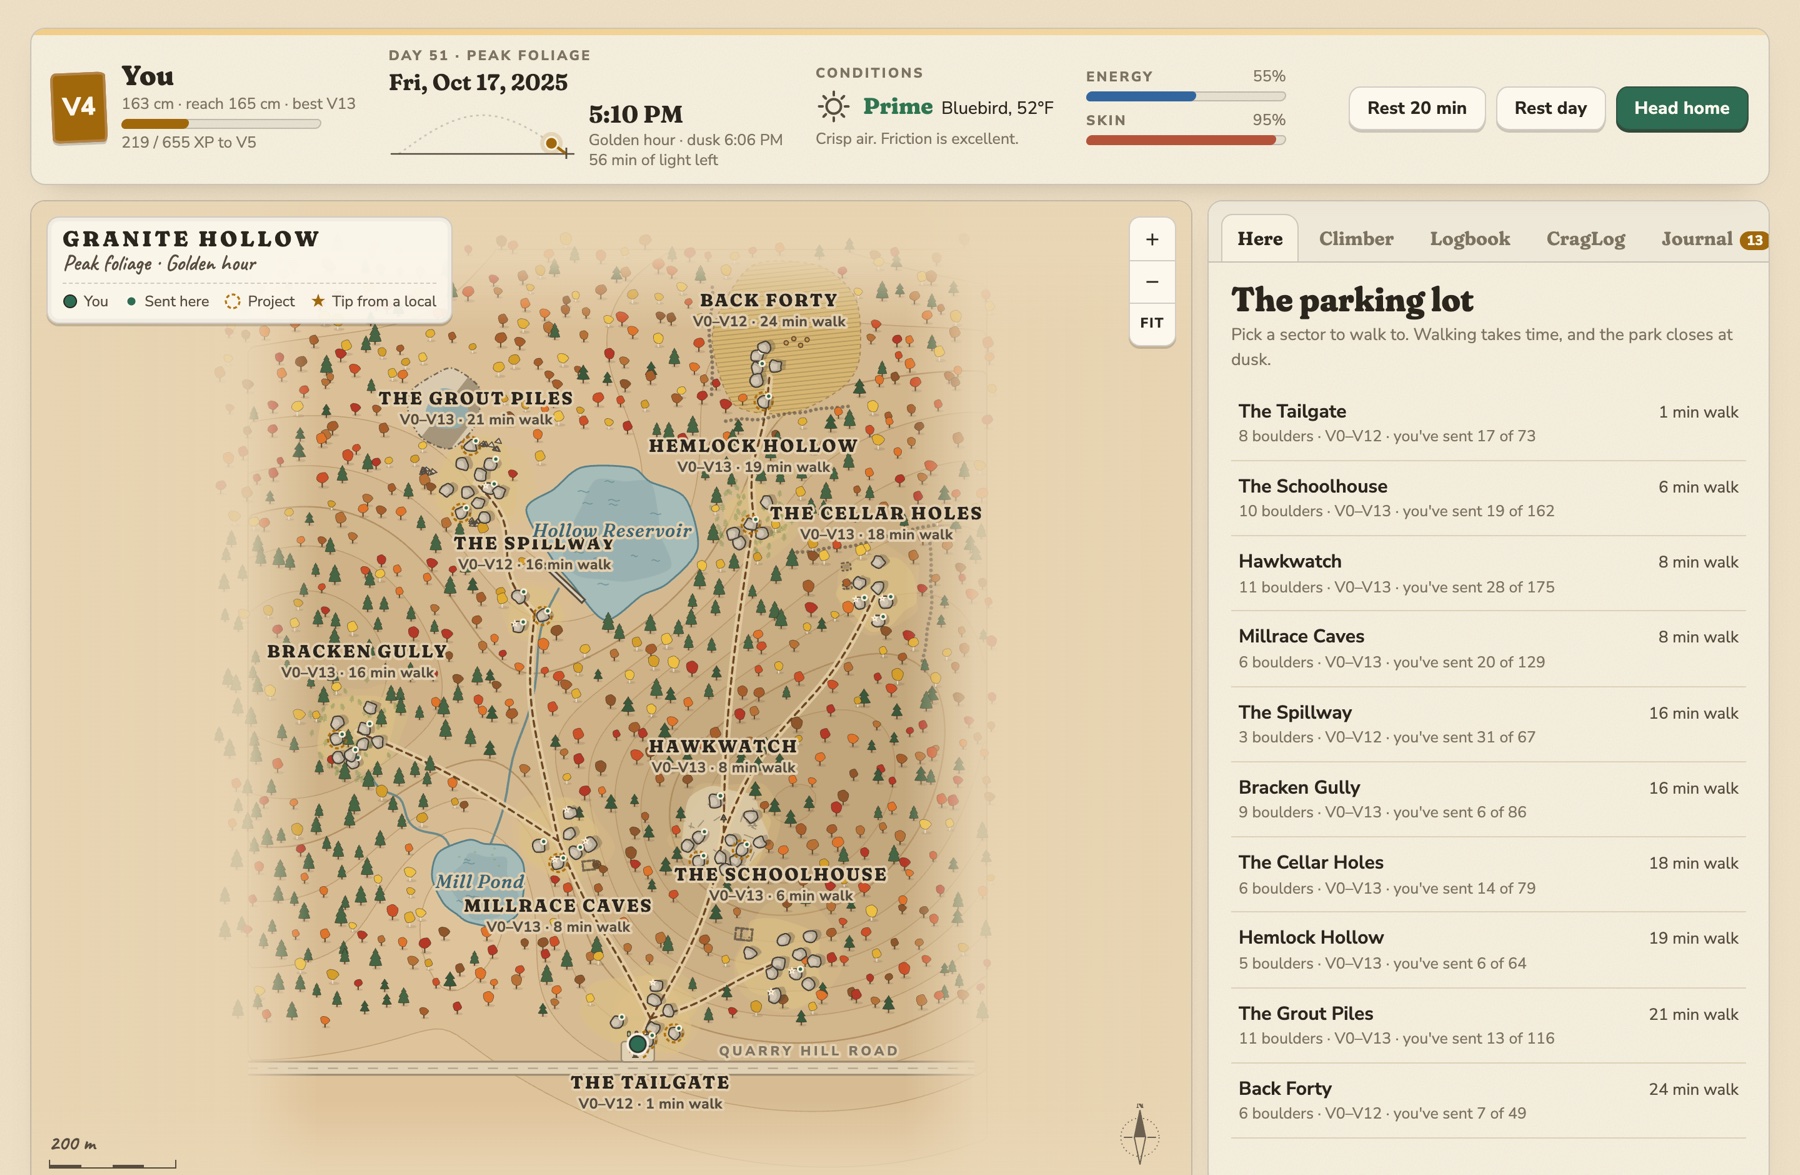 V4
You
163 cm · reach 165 cm · best V13
219 / 655 XP to V5
DAY 51 · PEAK FOLIAGE
Fri, Oct 17, 2025
5:10 PM
Golden hour · dusk 6:06 PM
56 min of light left
CONDITIONS
Prime Bluebird, 52°F
Crisp air. Friction is excellent.
ENERGY 55%
SKIN 95%
Rest 20 min
Rest day
Head home
GRANITE HOLLOW
Peak foliage · Golden hour
You
Sent here
Project
Tip from a local
+
−
FIT
BACK FORTY
V0–V12 · 24 min walk
THE GROUT PILES
V0–V13 · 21 min walk
HEMLOCK HOLLOW
V0–V13 · 19 min walk
THE CELLAR HOLES
V0–V13 · 18 min walk
Hollow Reservoir
THE SPILLWAY
V0–V12 · 16 min walk
BRACKEN GULLY
V0–V13 · 16 min walk
HAWKWATCH
V0–V13 · 8 min walk
THE SCHOOLHOUSE
V0–V13 · 6 min walk
Mill Pond
MILLRACE CAVES
V0–V13 · 8 min walk
QUARRY HILL ROAD
THE TAILGATE
V0–V12 · 1 min walk
200 m
N
Here
Climber
Logbook
CragLog
Journal 13
The parking lot
Pick a sector to walk to. Walking takes time, and the park closes at
dusk.
The Tailgate 1 min walk
8 boulders · V0–V12 · you've sent 17 of 73
The Schoolhouse 6 min walk
10 boulders · V0–V13 · you've sent 19 of 162
Hawkwatch 8 min walk
11 boulders · V0–V13 · you've sent 28 of 175
Millrace Caves 8 min walk
6 boulders · V0–V13 · you've sent 20 of 129
The Spillway 16 min walk
3 boulders · V0–V12 · you've sent 31 of 67
Bracken Gully 16 min walk
9 boulders · V0–V13 · you've sent 6 of 86
The Cellar Holes 18 min walk
6 boulders · V0–V13 · you've sent 14 of 79
Hemlock Hollow 19 min walk
5 boulders · V0–V13 · you've sent 6 of 64
The Grout Piles 21 min walk
11 boulders · V0–V13 · you've sent 13 of 116
Back Forty 24 min walk
6 boulders · V0–V12 · you've sent 7 of 49